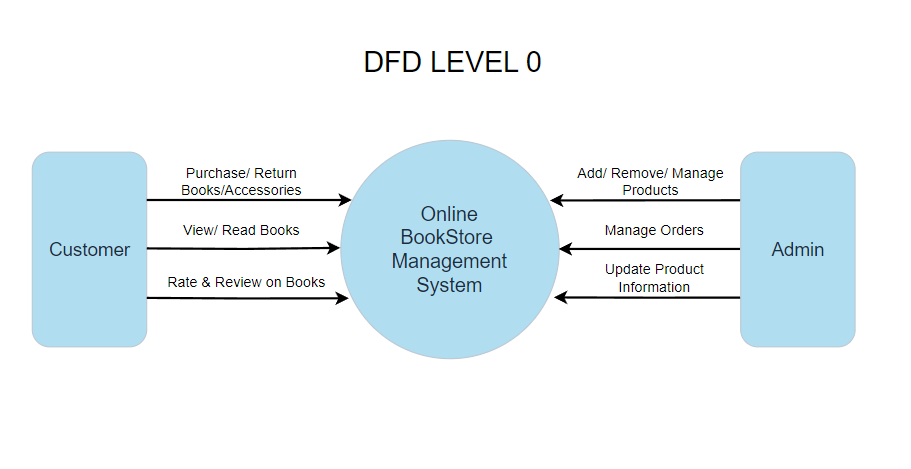 DFD LEVEL 0
Customer
Purchase/ Return
Books/Accessories
View/ Read Books
Rate & Review on Books
Online
BookStore
Management
System
Add/ Remove/ Manage
Products
Manage Orders
Update Product
Information
Admin